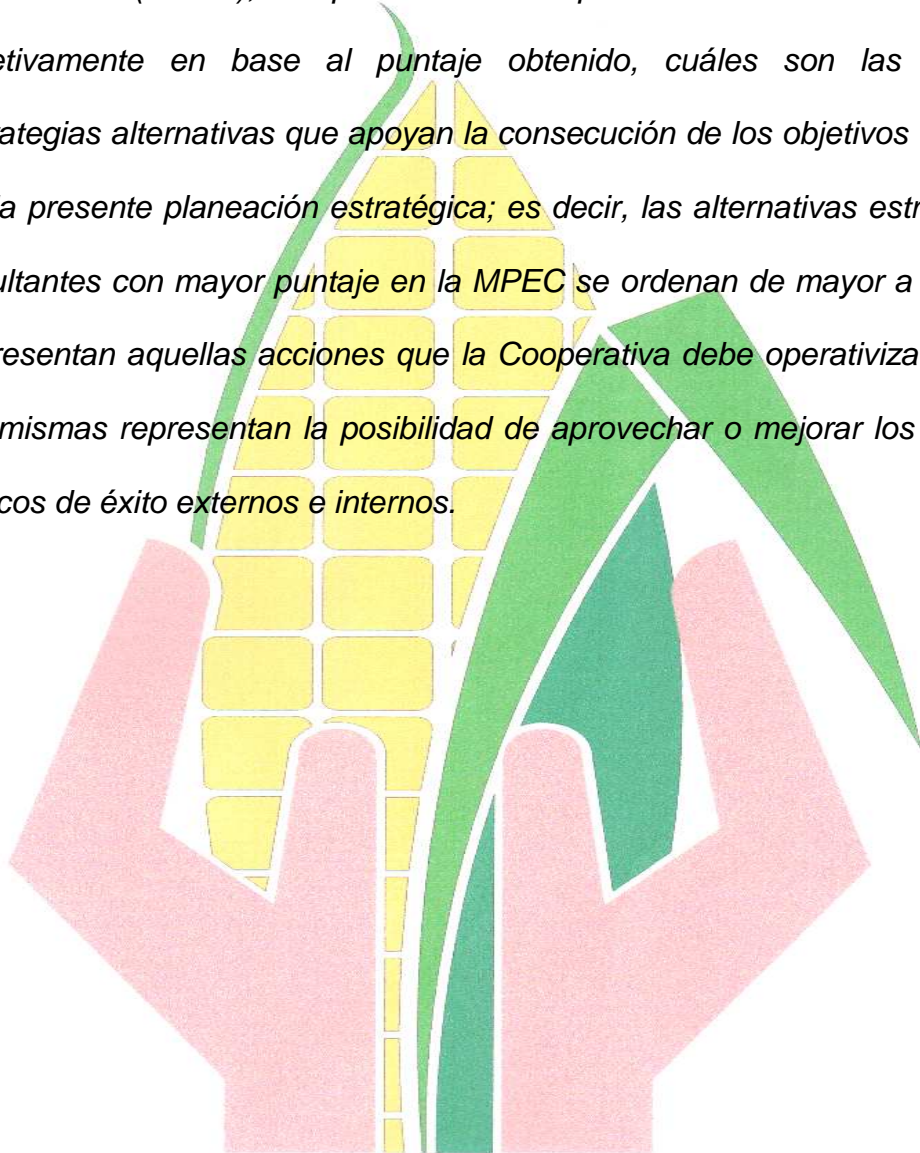 etivamente en base al puntaje obtenido, cuáles son las
rategias alternativas que apoyan la consecución de los objetivos
a presente planeación estratégica; es decir, las alternativas estr
ultantes con mayor puntaje en la MPEC se ordenan de mayor a
resentan aquellas acciones que la Cooperativa debe operativiza
mismas representan la posibilidad de aprovechar o mejorar los
icos de éxito externos e internos.